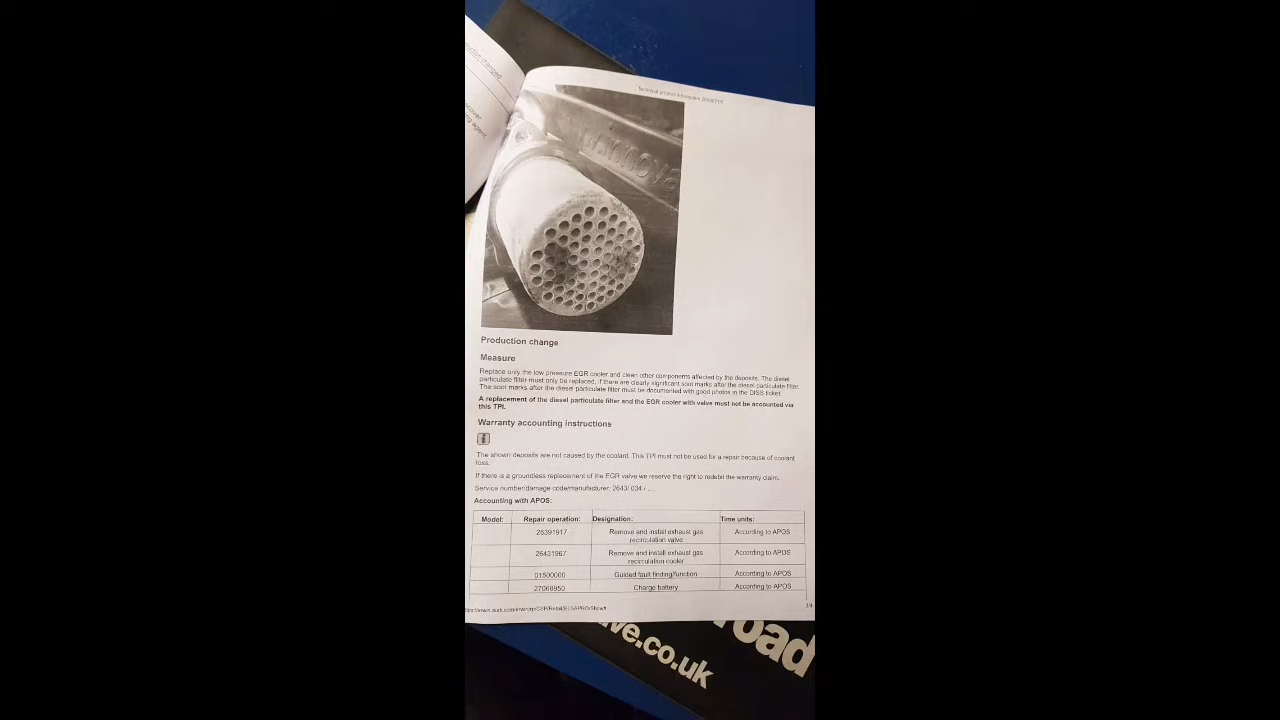 Technical product information
w.innova
Production change
Measure
Replace only the low pressure EGR cooler and clean other components affected by the deposits. The diesel
particulate filter must only be replaced, if there are clearly significant soot marks after the diesel particulate filter.
The soot marks after the diesel particulate filter must be documented with good photos in the DISS ticket
A replacement of the diesel particulate filter and the EGR cooler with valve must not be accounted via
this TPI.
Warranty accounting instructions
i
The shown deposits are not caused by the coolant. This TPI must not be used for a repair because of coolant
loss.
If there is a groundless replacement of the EGR valve we reserve the right to redebit the warranty claim.
Service number/damage code/manufacturer: 2643/ 034 / ...
Accounting with APOS:
Model: Repair operation: Designation: Time units:
26391917 Remove and install exhaust gas According to APOS
recirculation valve
26431967 Remove and install exhaust gas According to APOS
recirculation cooler
01500000 Guided fault finding/function According to APOS
27068950 Charge battery According to APOS
road
ive.co.uk